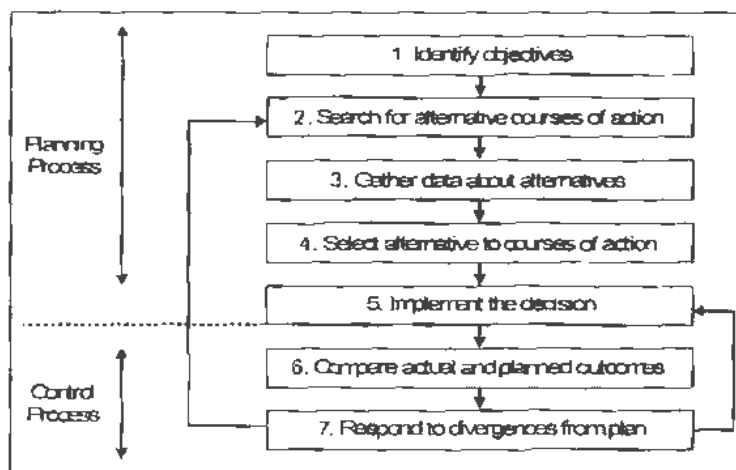 1 Identify objectives
2. Search for alternative courses of action
Planning
Process
3. Gether data about alternatives
4. Select alternative to courses of action
5. Implement the decision
6. Compare actual and planned outcomes
Control
Process
7. Respond to divergences from plan